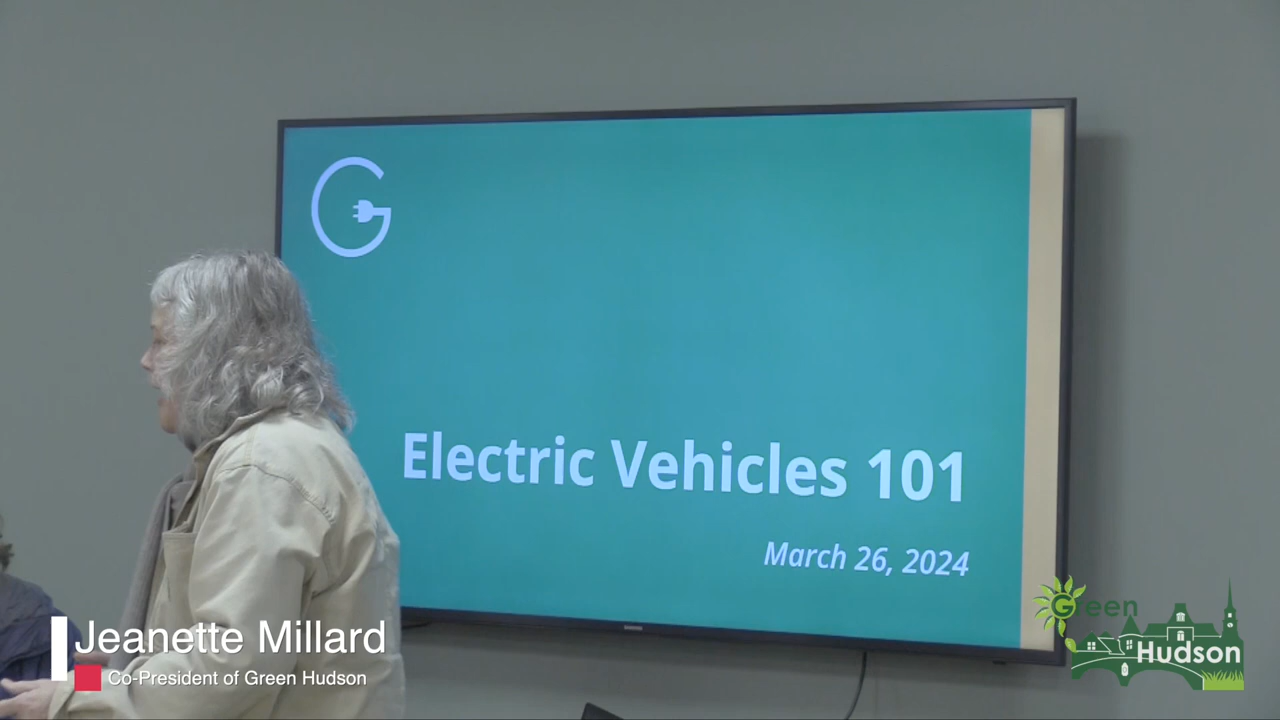 Electric Vehicles 101
March 26, 2024
Jeanette Millard
Co-President of Green Hudson
Green
Hudson